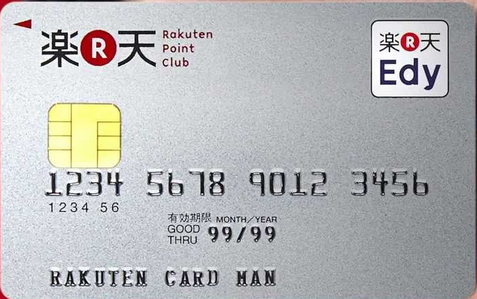 楽R天 Rakuten
Point
Club
楽R天
Edy
1234 5678 9012 3456
1234 56
有効期限 MONTH/YEAR
GOOD
THRU 99/99
RAKUTEN CARD MAN